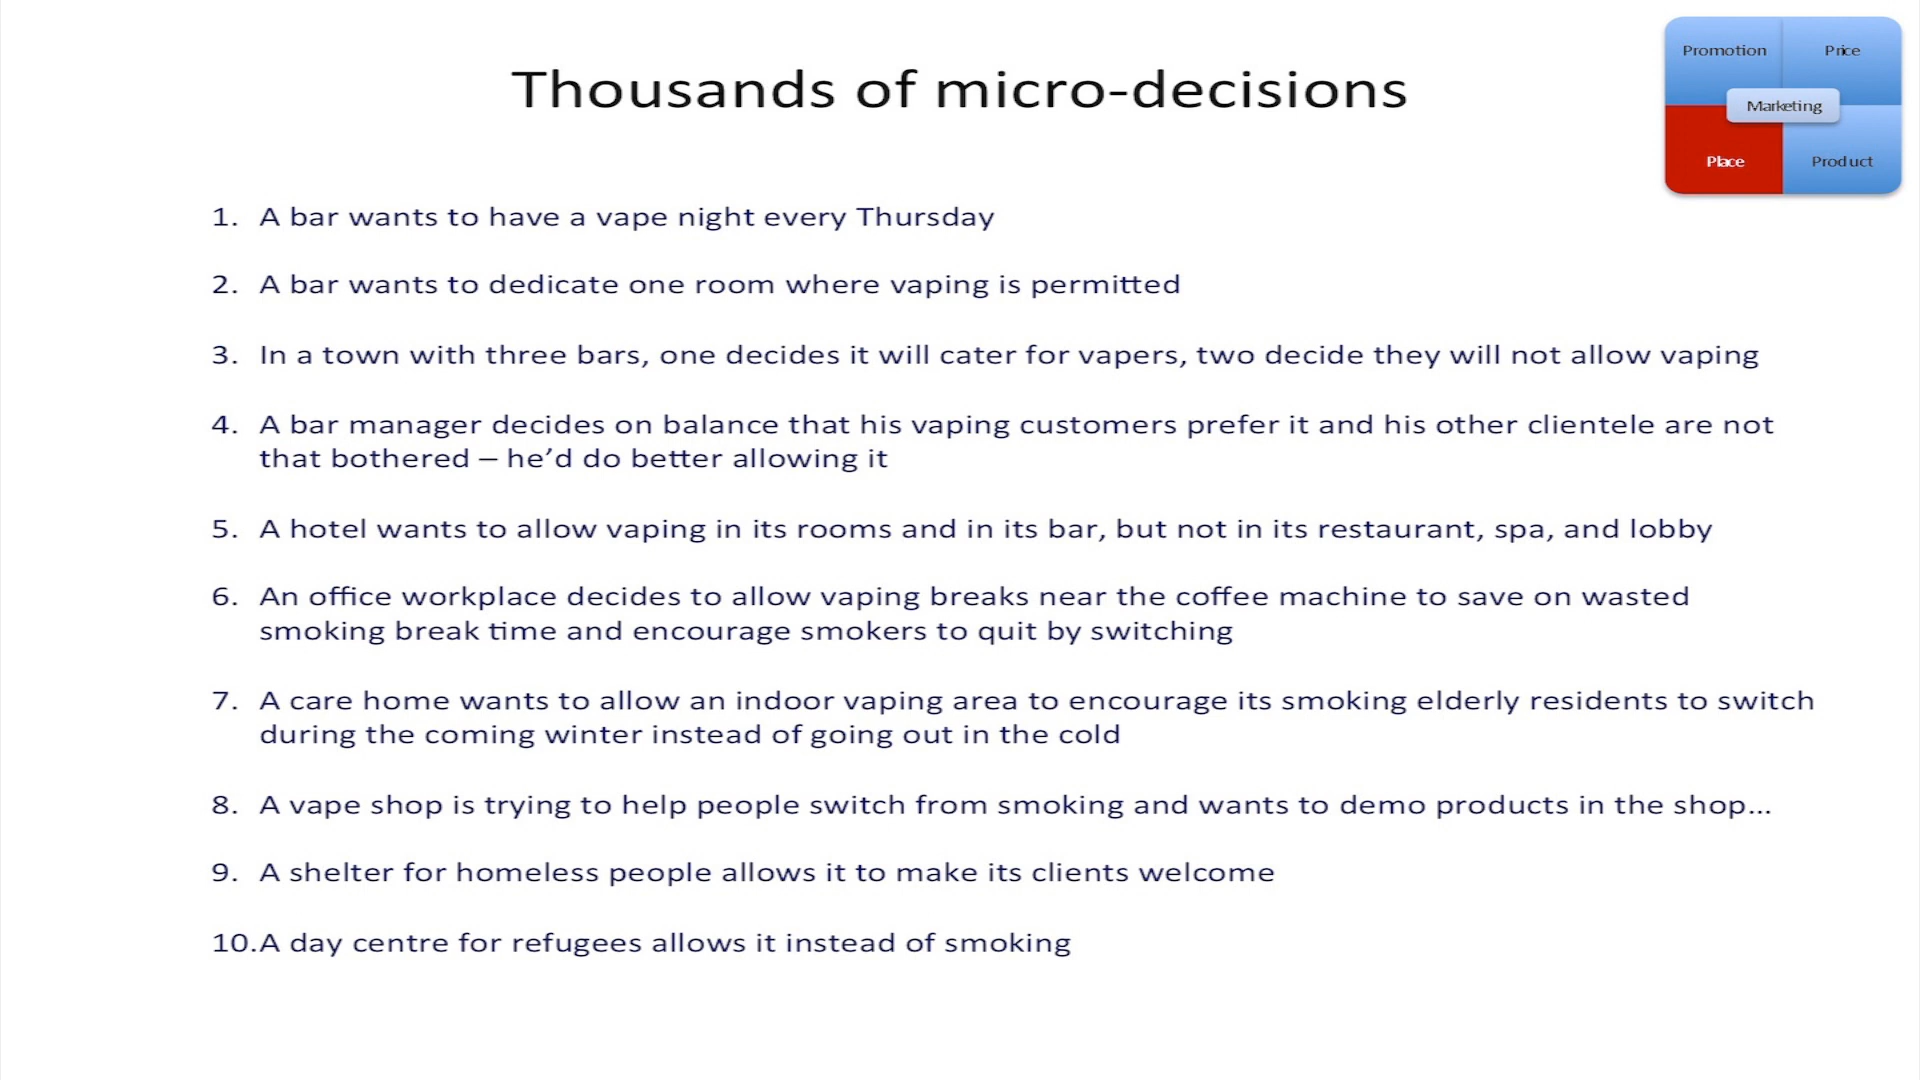 Thousands of micro-decisions
Promotion
Price
Marketing
Place
Product
1. A bar wants to have a vape night every Thursday
2. A bar wants to dedicate one room where vaping is permitted
3. In a town with three bars, one decides it will cater for vapers, two decide they will not allow vaping
4. A bar manager decides on balance that his vaping customers prefer it and his other clientele are not
that bothered – he’d do better allowing it
5. A hotel wants to allow vaping in its rooms and in its bar, but not in its restaurant, spa, and lobby
6. An office workplace decides to allow vaping breaks near the coffee machine to save on wasted
smoking break time and encourage smokers to quit by switching
7. A care home wants to allow an indoor vaping area to encourage its smoking elderly residents to switch
during the coming winter instead of going out in the cold
8. A vape shop is trying to help people switch from smoking and wants to demo products in the shop...
9. A shelter for homeless people allows it to make its clients welcome
10.A day centre for refugees allows it instead of smoking